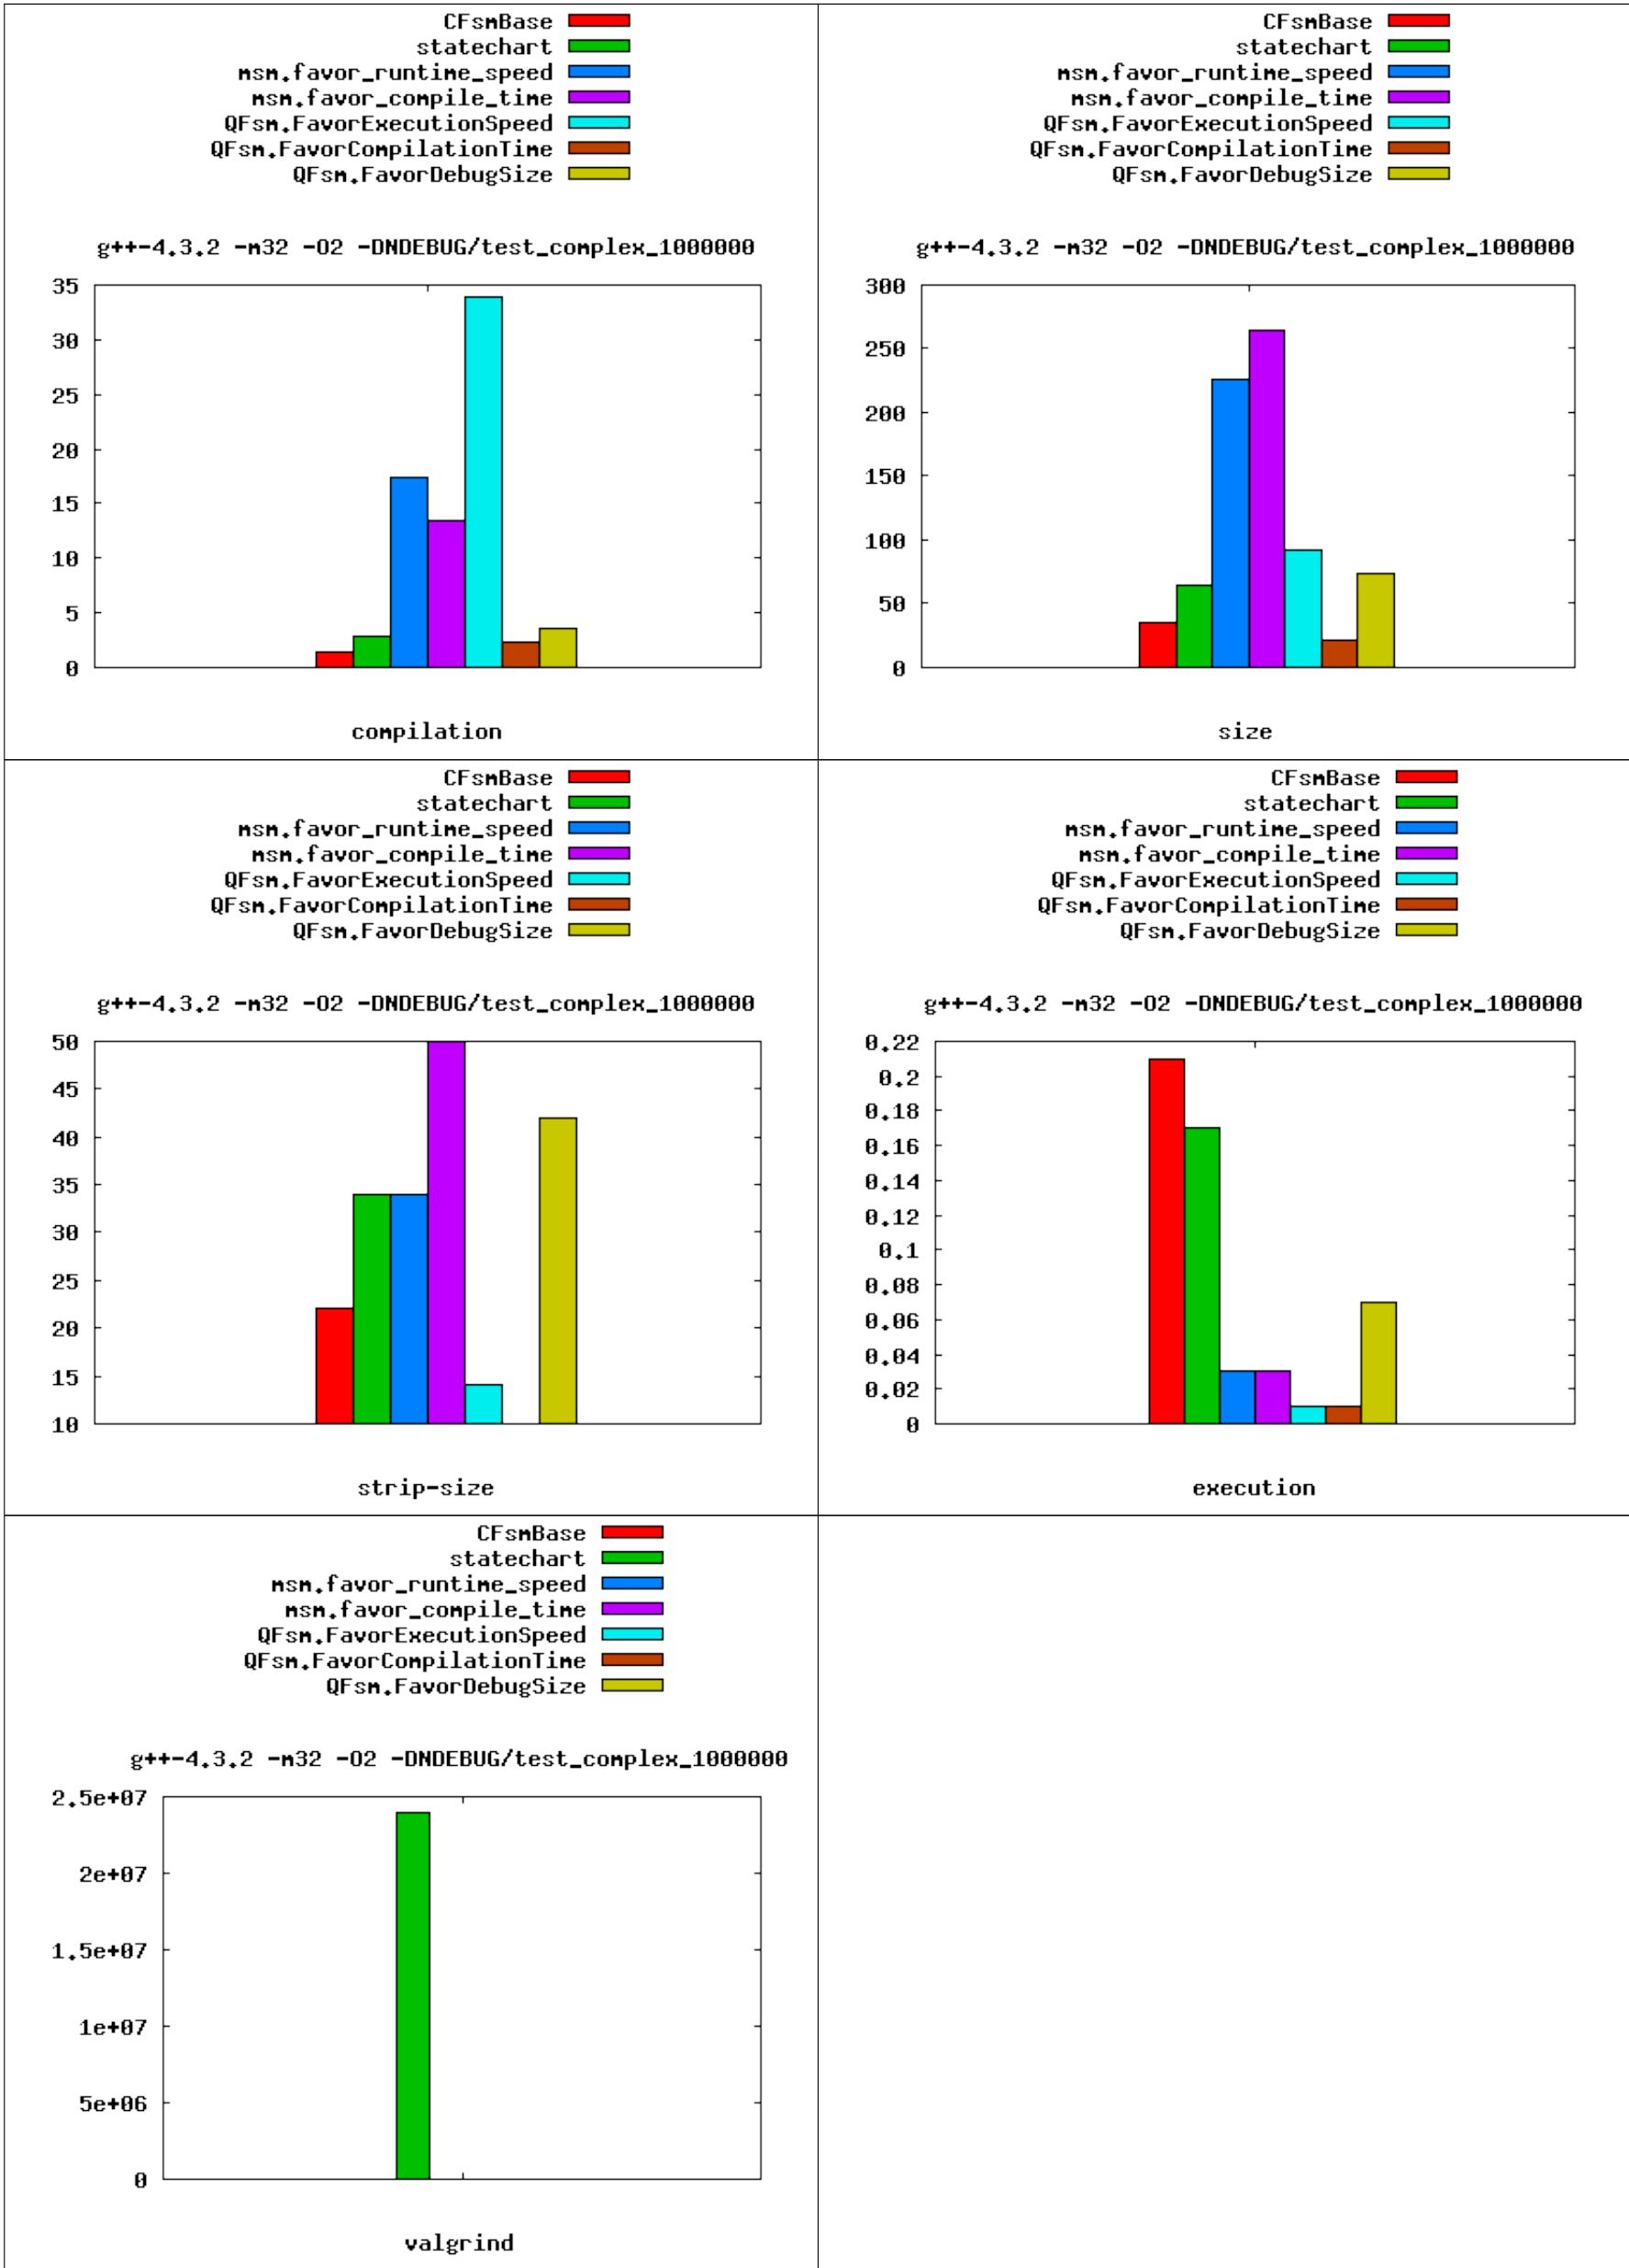 CFsmBase
statechart
msm.favor_runtime_speed
msm.favor_compile_time
QFsm.FavorExecutionSpeed
QFsm.FavorCompilationTime
QFsm.FavorDebugSize
g++-4.3.2 -m32 -O2 -DNDEBUG/test_complex_1000000
35
30
25
20
15
10
5
0
compilation
CFsmBase
statechart
msm.favor_runtime_speed
msm.favor_compile_time
QFsm.FavorExecutionSpeed
QFsm.FavorCompilationTime
QFsm.FavorDebugSize
g++-4.3.2 -m32 -O2 -DNDEBUG/test_complex_1000000
300
250
200
150
100
50
0
size
CFsmBase
statechart
msm.favor_runtime_speed
msm.favor_compile_time
QFsm.FavorExecutionSpeed
QFsm.FavorCompilationTime
QFsm.FavorDebugSize
g++-4.3.2 -m32 -O2 -DNDEBUG/test_complex_1000000
50
45
40
35
30
25
20
15
10
strip-size
CFsmBase
statechart
msm.favor_runtime_speed
msm.favor_compile_time
QFsm.FavorExecutionSpeed
QFsm.FavorCompilationTime
QFsm.FavorDebugSize
g++-4.3.2 -m32 -O2 -DNDEBUG/test_complex_1000000
0.22
0.2
0.18
0.16
0.14
0.12
0.1
0.08
0.06
0.04
0.02
0
execution
CFsmBase
statechart
msm.favor_runtime_speed
msm.favor_compile_time
QFsm.FavorExecutionSpeed
QFsm.FavorCompilationTime
QFsm.FavorDebugSize
g++-4.3.2 -m32 -O2 -DNDEBUG/test_complex_1000000
2.5e+07
2e+07
1.5e+07
1e+07
5e+06
0
valgrind